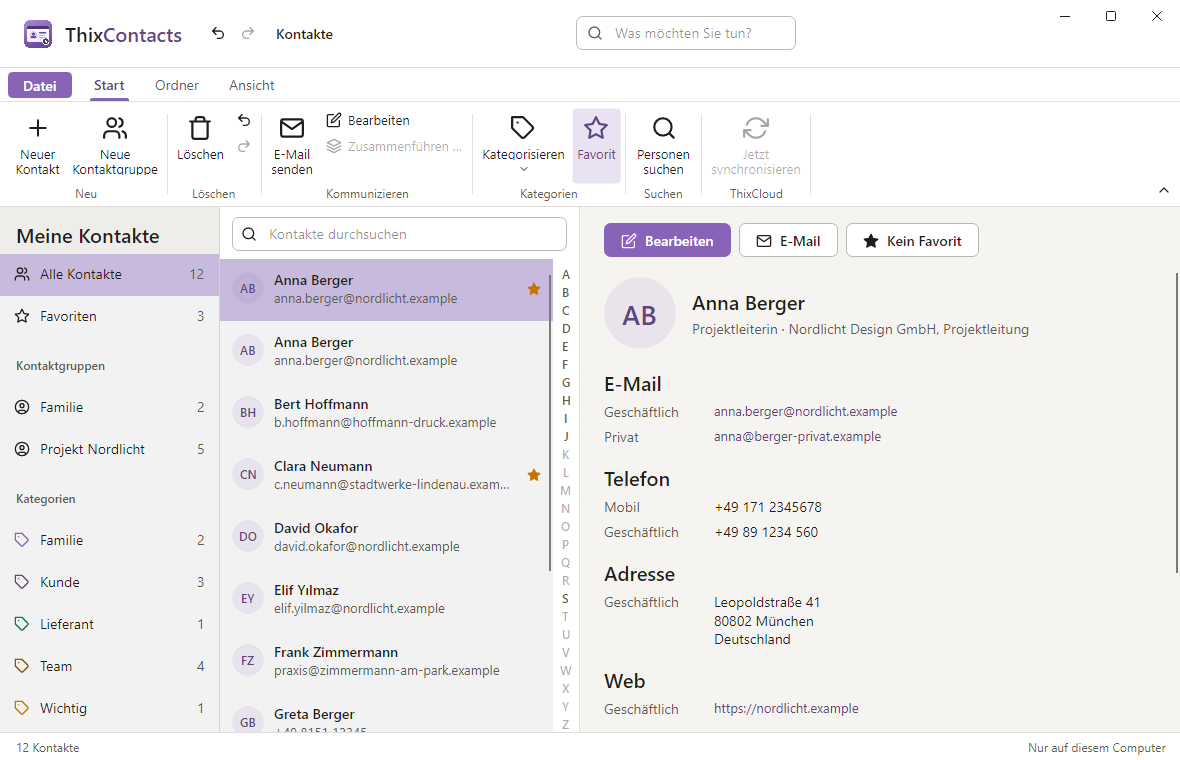 ThixContacts
Kontakte
Was möchten Sie tun?
Datei
Start
Ordner
Ansicht
Neuer
Kontakt
Neue
Kontaktgruppe
Neu
Löschen
Löschen
E-Mail
senden
Bearbeiten
Zusammenführen ...
Kommunizieren
Kategorisieren
Favorit
Kategorien
Personen
suchen
Suchen
Jetzt
synchronisieren
ThixCloud
Meine Kontakte
Alle Kontakte 12
Favoriten 3
Kontaktgruppen
Familie 2
Projekt Nordlicht 5
Kategorien
Familie 2
Kunde 3
Lieferant 1
Team 4
Wichtig 1
Kontakte durchsuchen
AB
Anna Berger
anna.berger@nordlicht.example
AB
Anna Berger
anna.berger@nordlicht.example
BH
Bert Hoffmann
b.hoffmann@hoffmann-druck.example
CN
Clara Neumann
c.neumann@stadtwerke-lindenau.exam...
DO
David Okafor
david.okafor@nordlicht.example
EY
Elif Yılmaz
elif.yilmaz@nordlicht.example
FZ
Frank Zimmermann
praxis@zimmermann-am-park.example
GB
Greta Berger
+49 8151 12345
A
B
C
D
E
F
G
H
I
J
K
L
M
N
O
P
Q
R
S
T
U
V
W
X
Y
Z
Bearbeiten
E-Mail
Kein Favorit
AB
Anna Berger
Projektleiterin · Nordlicht Design GmbH, Projektleitung
E-Mail
Geschäftlich anna.berger@nordlicht.example
Privat anna@berger-privat.example
Telefon
Mobil +49 171 2345678
Geschäftlich +49 89 1234 560
Adresse
Geschäftlich Leopoldstraße 41
80802 München
Deutschland
Web
Geschäftlich https://nordlicht.example
12 Kontakte
Nur auf diesem Computer